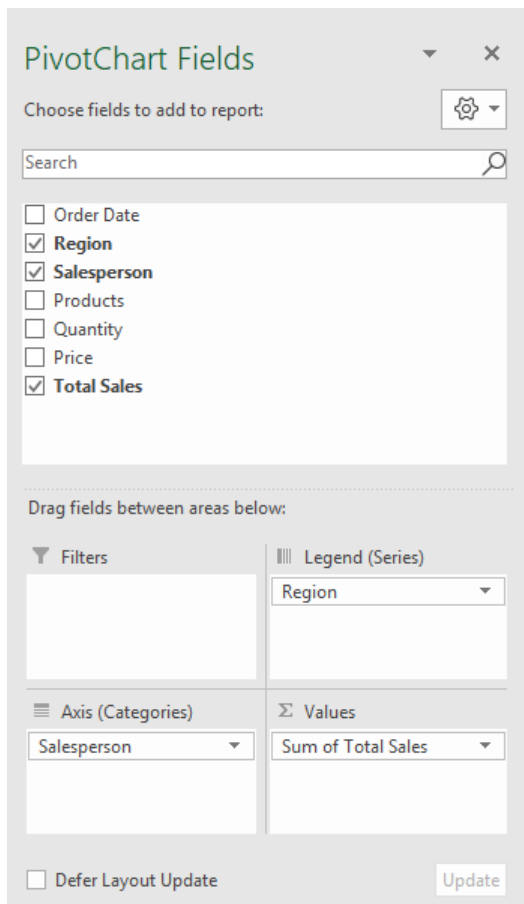 PivotChart Fields
Choose fields to add to report:
Search
Order Date
Region
Salesperson
Products
Quantity
Price
Total Sales
Drag fields between areas below:
Filters
Legend (Series)
Region
Axis (Categories)
Σ Values
Salesperson
Sum of Total Sales
Defer Layout Update
Update